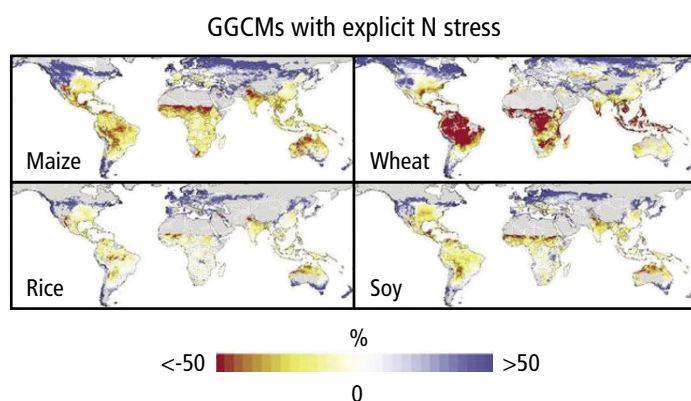 GGCMs with explicit N stress
Maize
Wheat
Rice
Soy
%
<-50
>50
0